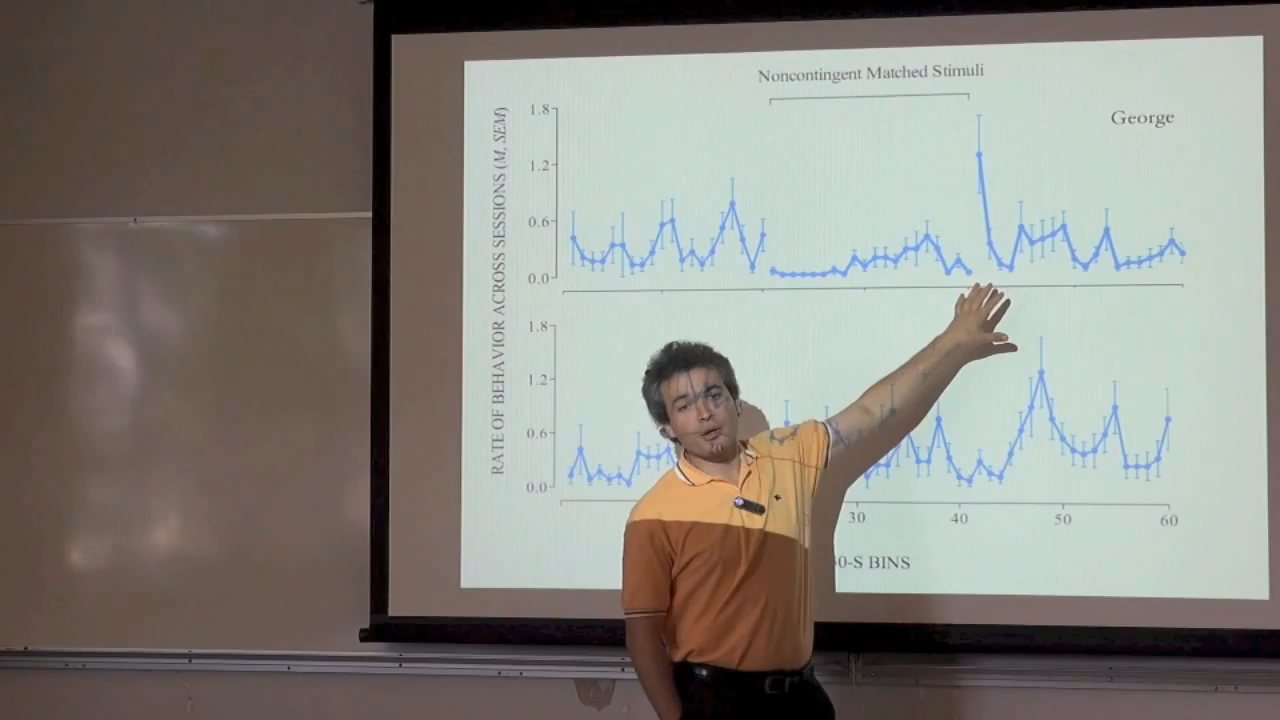 Noncontingent Matched Stimuli
George
RATE OF BEHAVIOR ACROSS SESSIONS (M, SEM)
1.8
1.2
0.6
0.0
1.8
1.2
0.6
0.0
30 40 50 60
0-S BINS